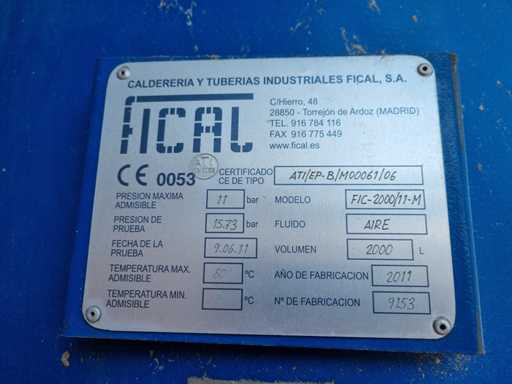 CALDERERIA Y TUBERIAS INDUSTRIALES FICAL, S.A.
FICAL
C/Hierro, 48
28850 - Torrejón de Ardoz (MADRID)
TEL. 916 784 116
FAX 916 775 449
www.fical.es
CE 0053
CERTIFICADO CE DE TIPO ATI/EP-B/M00061/06
PRESION MAXIMA ADMISIBLE 11 bar
MODELO FIC-2000/11-M
PRESION DE PRUEBA 15.73 bar
FLUIDO AIRE
FECHA DE LA PRUEBA 9.06.11
VOLUMEN 2000 L
TEMPERATURA MAX. ADMISIBLE ºC
AÑO DE FABRICACION 2011
TEMPERATURA MIN. ADMISIBLE ºC
Nº DE FABRICACION 9153